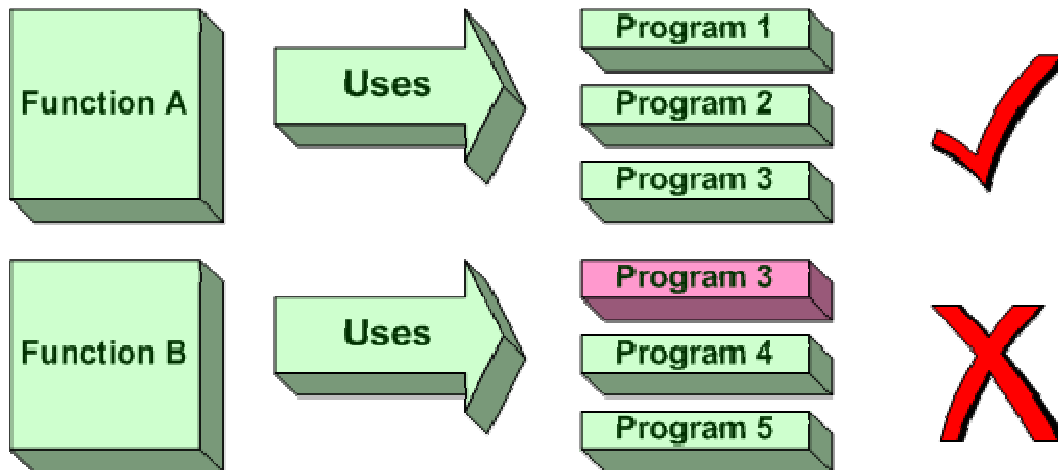 Function A
Uses
Program 1
Program 2
Program 3
Function B
Uses
Program 3
Program 4
Program 5